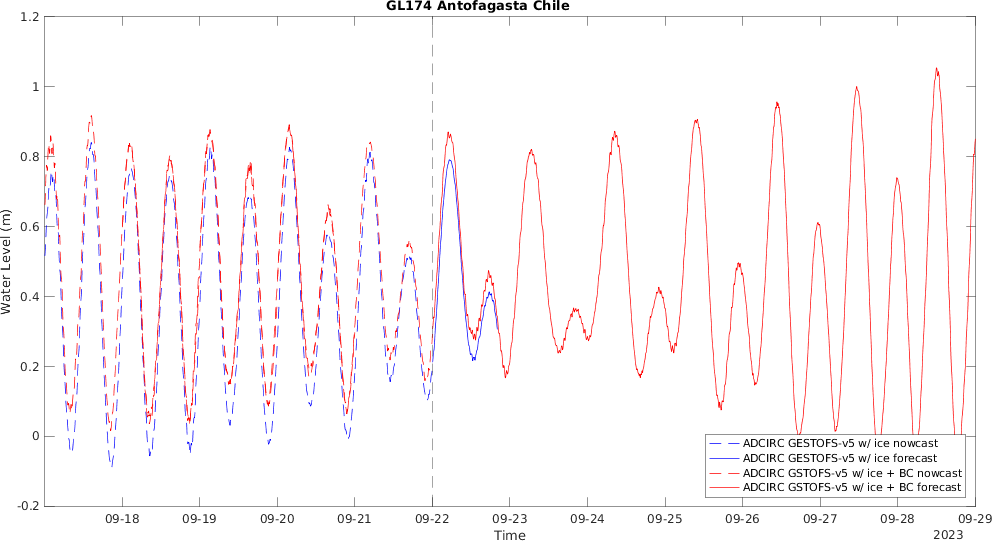 GL174 Antofagasta Chile
1.2
1
0.8
0.6
0.4
0.2
0
-0.2
Water Level (m)
ADCIRC GESTOFS-v5 w/ ice nowcast
ADCIRC GESTOFS-v5 w/ ice forecast
ADCIRC GSTOFS-v5 w/ ice + BC nowcast
ADCIRC GSTOFS-v5 w/ ice + BC forecast
09-18 09-19 09-20 09-21 09-22 09-23 09-24 09-25 09-26 09-27 09-28 09-29
Time
2023